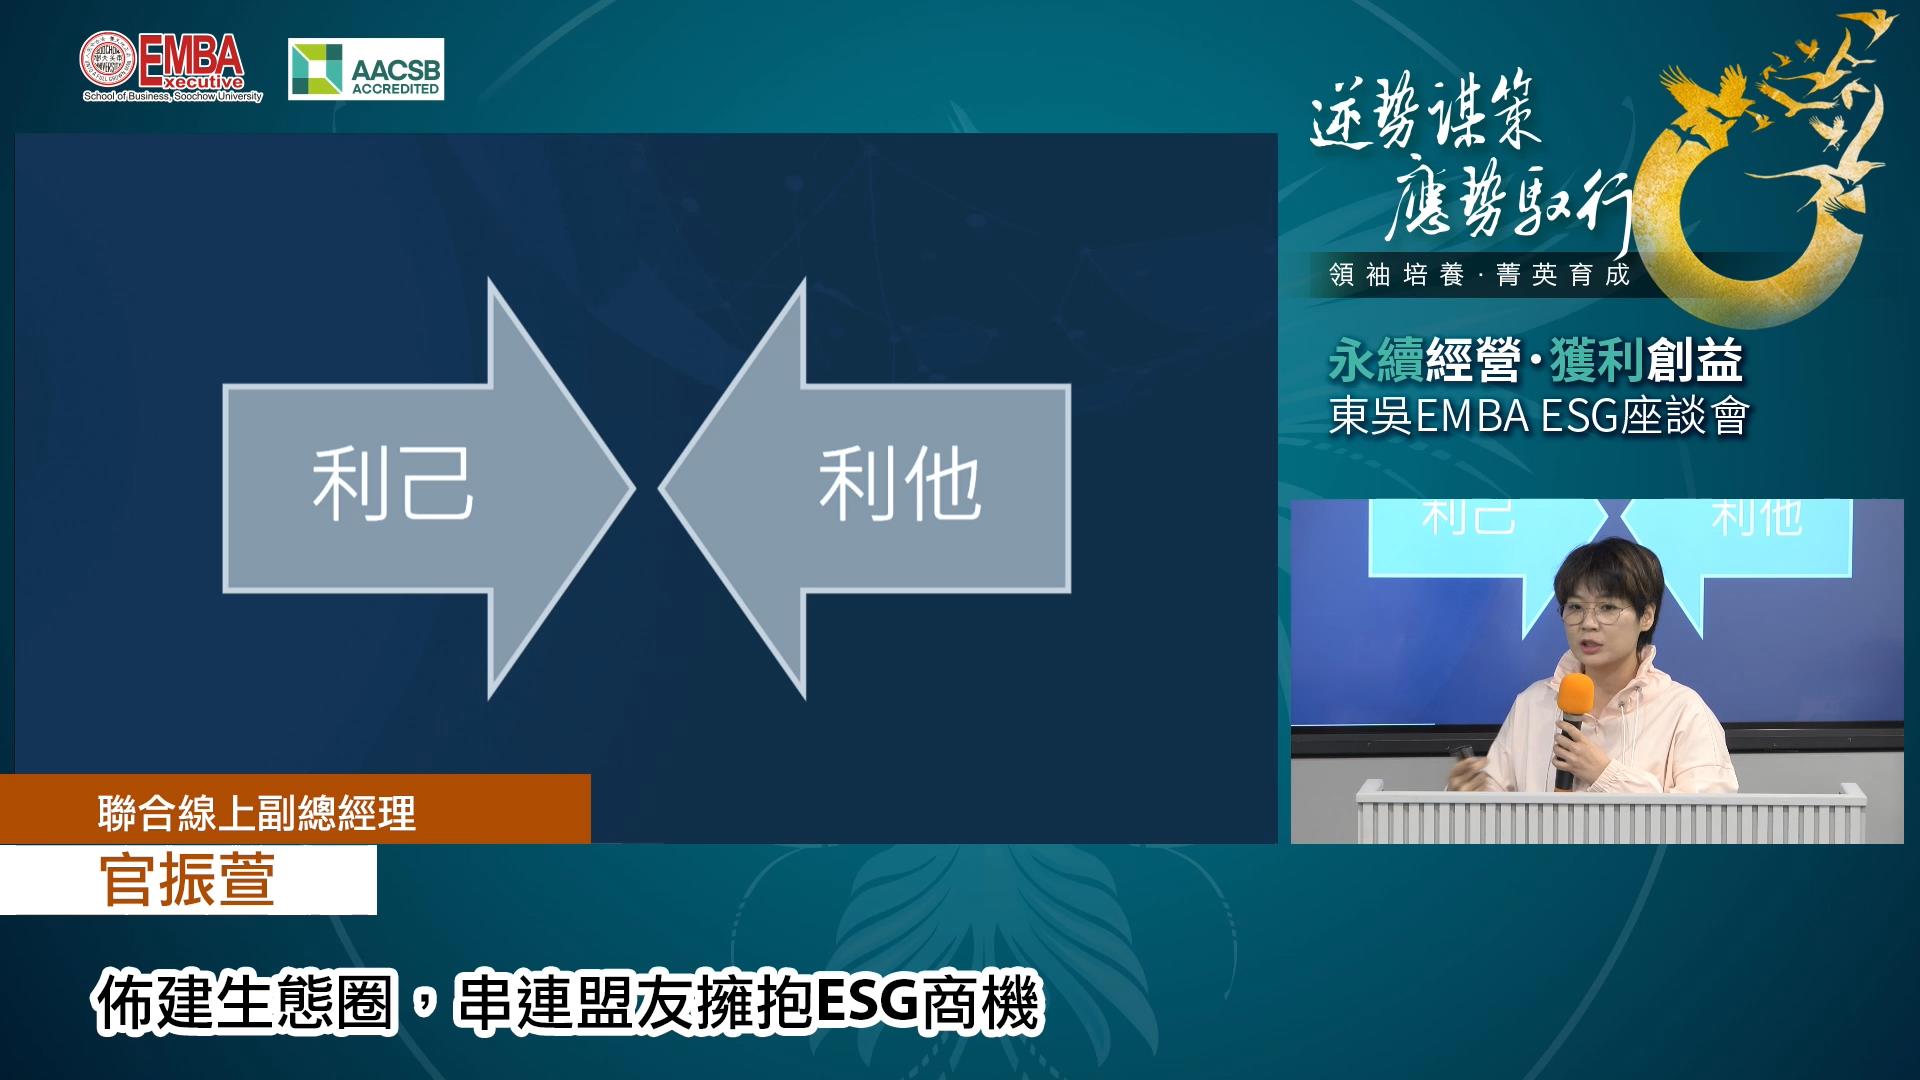 EMBA
Executive
School of Business, Soochow University
AACSB
ACCREDITED
逆勢謀策
應勢馭行
領袖培養·菁英育成
永續經營·獲利創益
東吳EMBA ESG座談會
利己
利他
利己
利他
聯合線上副總經理
官振萱
佈建生態圈，串連盟友擁抱ESG商機